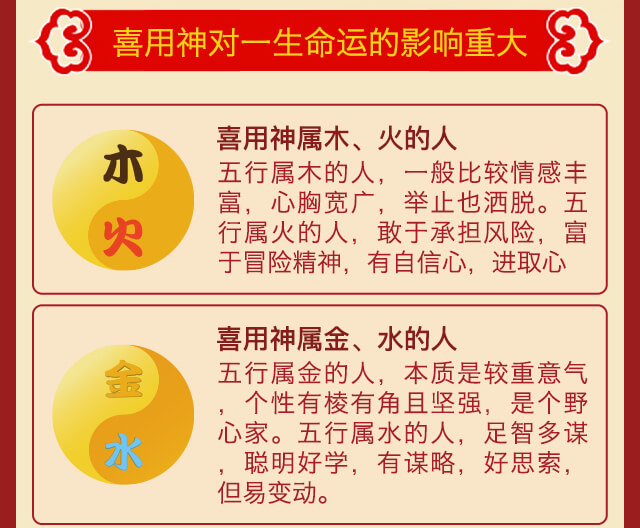 喜用神对一生命运的影响重大
木
火
喜用神属木、火的人
五行属木的人，一般比较情感丰
富，心胸宽广，举止也洒脱。五
行属火的人，敢于承担风险，富
于冒险精神，有自信心，进取心
金
水
喜用神属金、水的人
五行属金的人，本质是较重意气
，个性有棱有角且坚强，是个野
心家。五行属水的人，足智多谋
，聪明好学，有谋略，好思索，
但易变动。